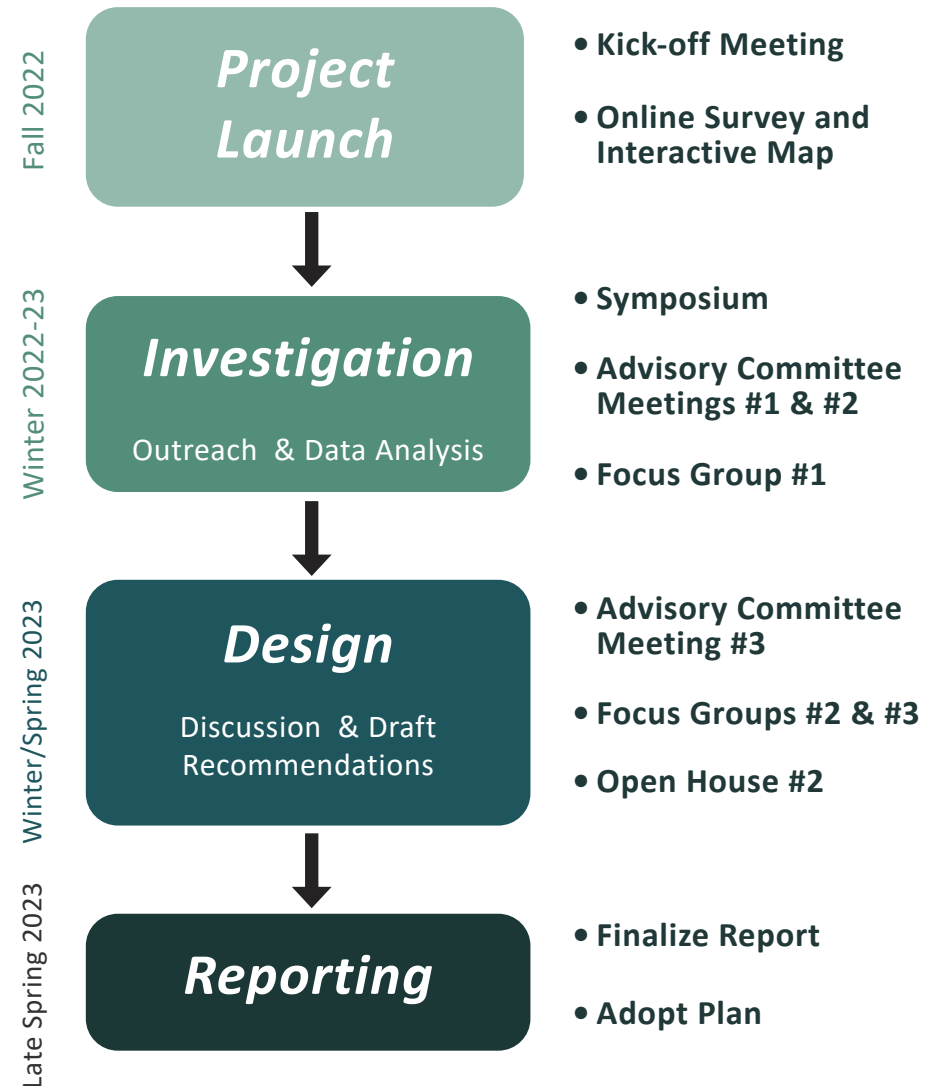 Fall 2022
Project
Launch
• Kick-off Meeting
• Online Survey and
Interactive Map
Winter 2022-23
Investigation
Outreach & Data Analysis
• Symposium
• Advisory Committee
Meetings #1 & #2
• Focus Group #1
Winter/Spring 2023
Design
Discussion & Draft
Recommendations
• Advisory Committee
Meeting #3
• Focus Groups #2 & #3
• Open House #2
Late Spring 2023
Reporting
• Finalize Report
• Adopt Plan